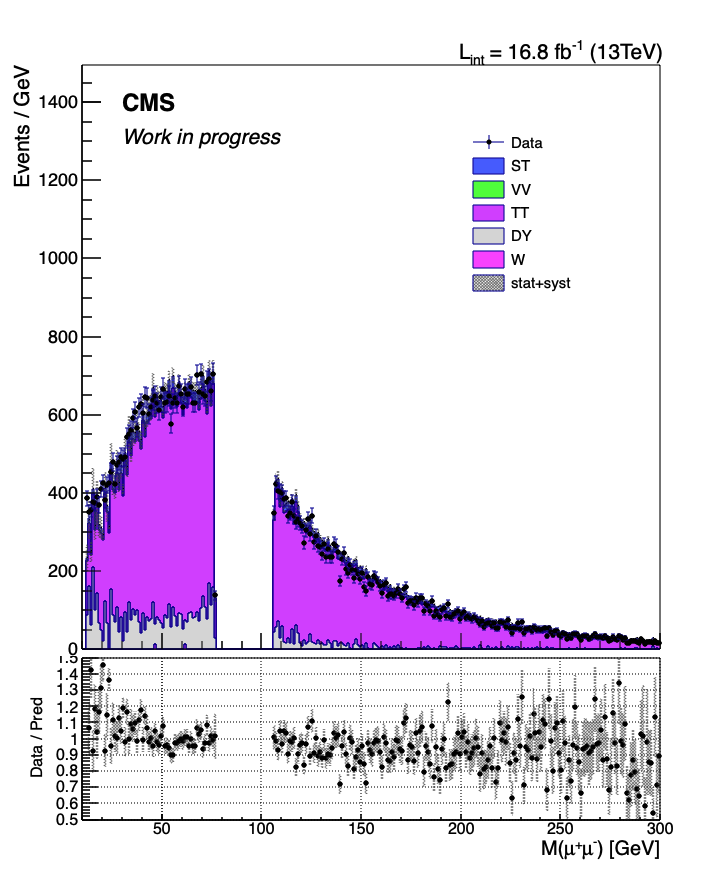 L_int = 16.8 fb⁻¹ (13TeV)
Events / GeV
CMS
Work in progress
1400
1200
1000
800
600
400
200
0
Data
ST
VV
TT
DY
W
stat+syst
Data / Pred
1.5
1.4
1.3
1.2
1.1
1
0.9
0.8
0.7
0.6
0.5
50
100
150
200
250
300
M(μ⁺μ⁻) [GeV]